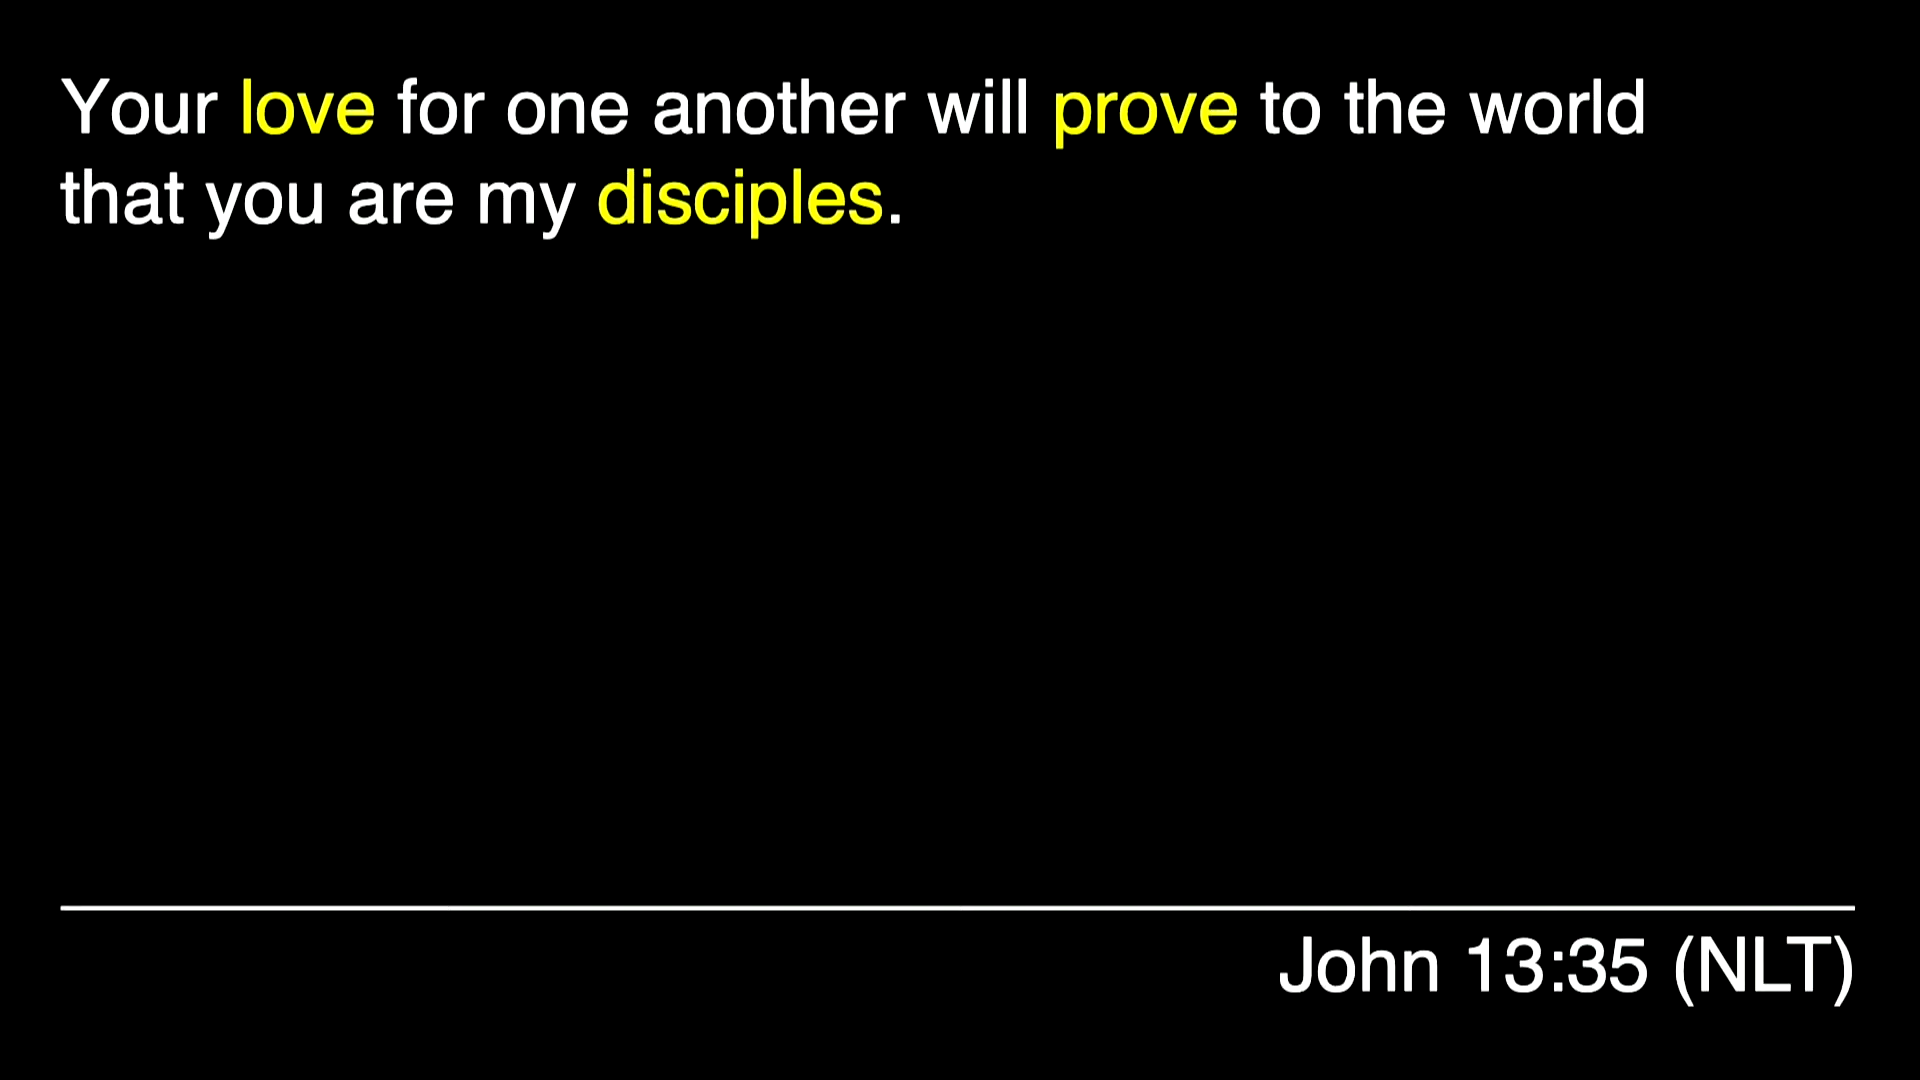 Your love for one another will prove to the world
that you are my disciples.
John 13:35 (NLT)